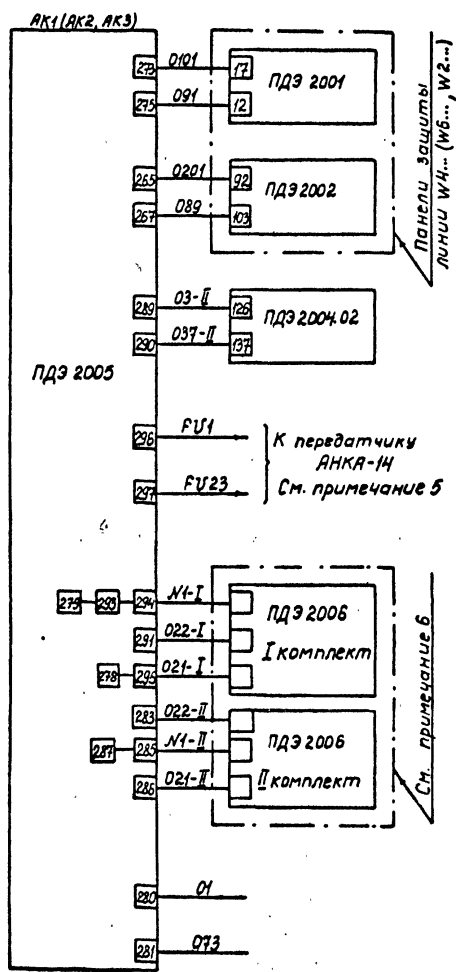 АК1 (АК2, АК3)
273 0101 17 ПДЭ 2001
275 091 12
265 0201 92 ПДЭ 2002
267 089 103
Панели защиты
линии W4... (W6..., W2...)
289 03-II 126 ПДЭ 2004.02
290 037-II 137
ПДЭ 2005
296 FV1
К передатчику
АНКА-14
См. примечание 5
297 FV23
279 293 294 N1-I ПДЭ 2006
291 022-I I комплект
278 295 021-I
283 022-II ПДЭ 2006
287 285 N1-II
286 021-II II комплект
См. примечание 6
280 01
281 073